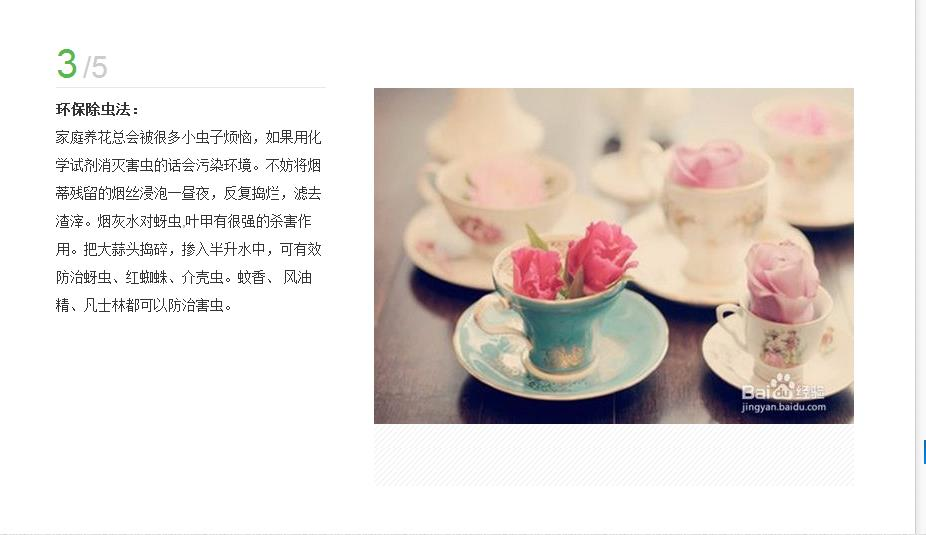 3/5
环保除虫法：
家庭养花总会被很多小虫子烦恼，如果用化
学试剂消灭害虫的话会污染环境。不妨将烟
蒂残留的烟丝浸泡一昼夜，反复捣烂，滤去
渣滓。烟灰水对蚜虫,叶甲有很强的杀害作
用。把大蒜头捣碎，掺入半升水中，可有效
防治蚜虫、红蜘蛛、介壳虫。蚊香、 风油
精、凡士林都可以防治害虫。
Baidu经验
jingyan.baidu.com